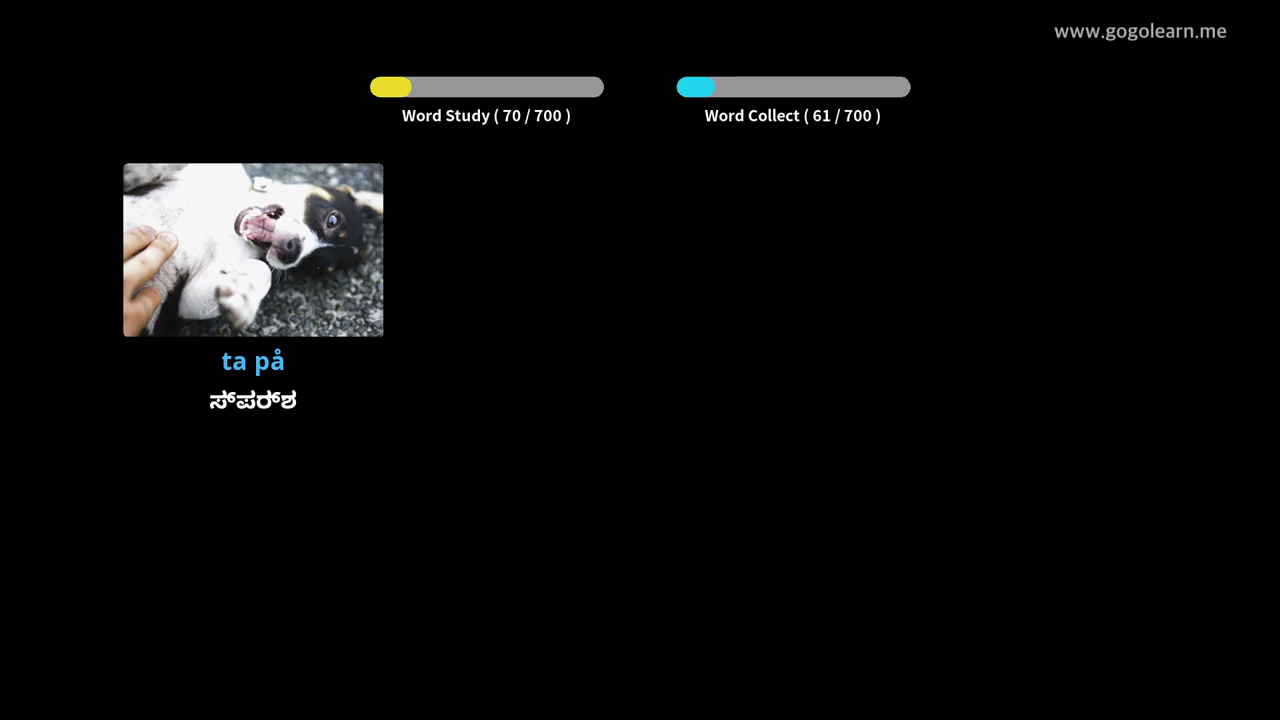 www.gogolearn.me
Word Study ( 70 / 700 )
Word Collect ( 61 / 700 )
ta på
ಸ್‌ಪರ್‌ಶ